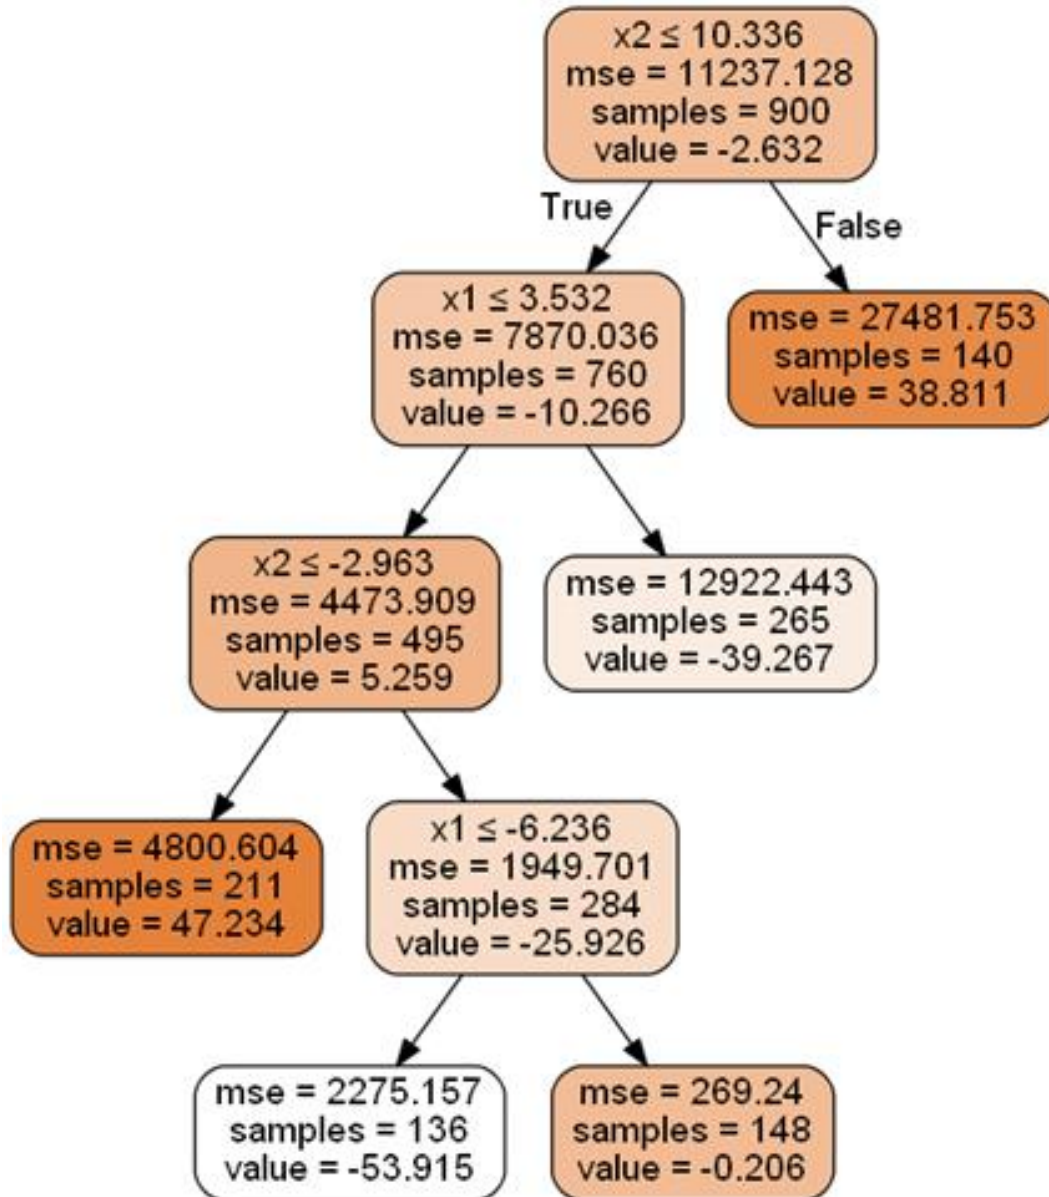 x2 ≤ 10.336
mse = 11237.128
samples = 900
value = -2.632
True
False
x1 ≤ 3.532
mse = 7870.036
samples = 760
value = -10.266
mse = 27481.753
samples = 140
value = 38.811
x2 ≤ -2.963
mse = 4473.909
samples = 495
value = 5.259
mse = 12922.443
samples = 265
value = -39.267
mse = 4800.604
samples = 211
value = 47.234
x1 ≤ -6.236
mse = 1949.701
samples = 284
value = -25.926
mse = 2275.157
samples = 136
value = -53.915
mse = 269.24
samples = 148
value = -0.206